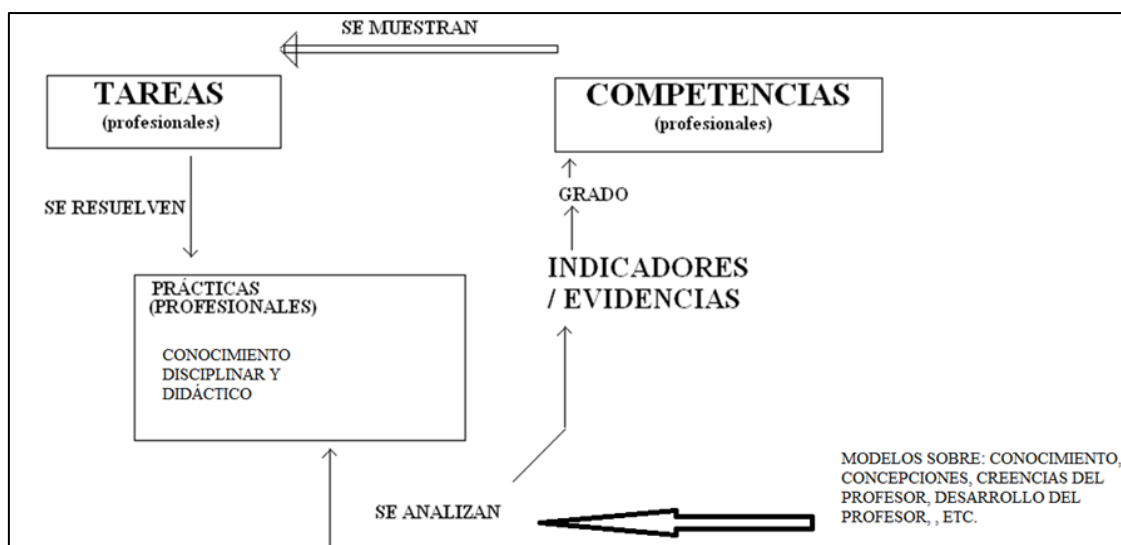 SE MUESTRAN
TAREAS
(profesionales)
COMPETENCIAS
(profesionales)
SE RESUELVEN
GRADO
INDICADORES
/ EVIDENCIAS
PRÁCTICAS
(PROFESIONALES)
CONOCIMIENTO
DISCIPLINAR Y
DIDÁCTICO
SE ANALIZAN
MODELOS SOBRE: CONOCIMIENTO,
CONCEPCIONES, CREENCIAS DEL
PROFESOR, DESARROLLO DEL
PROFESOR, , ETC.